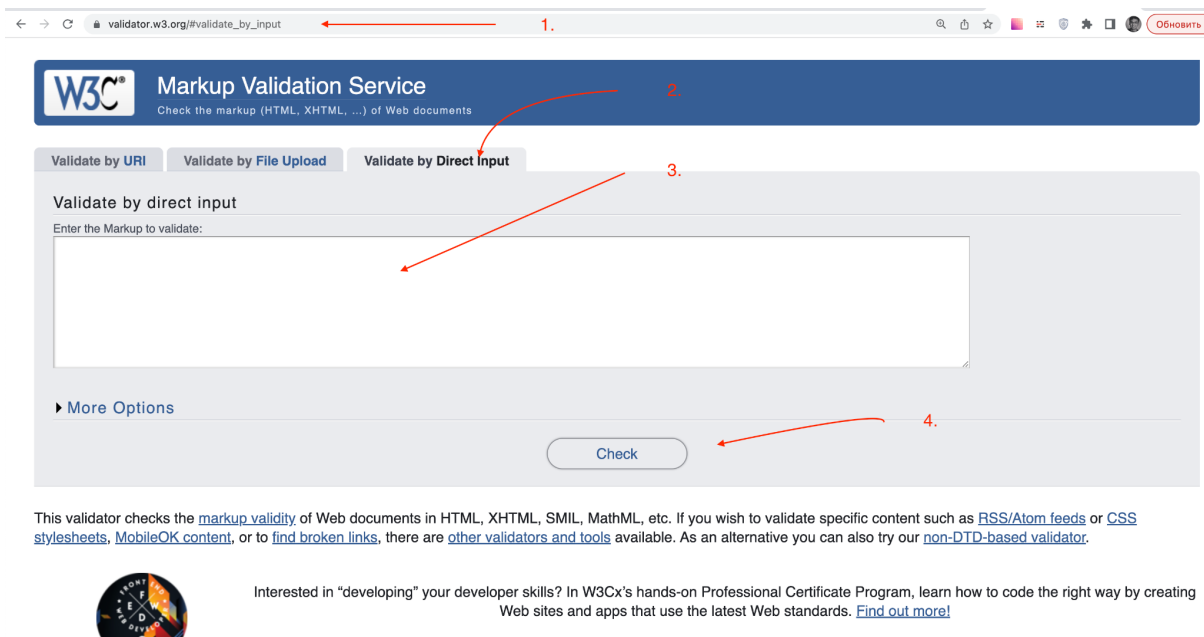 validator.w3.org/#validate_by_input
1.
Обновить
W3C®
Markup Validation Service
2.
Check the markup (HTML, XHTML, ...) of Web documents
Validate by URI
Validate by File Upload
Validate by Direct Input
3.
Validate by direct input
Enter the Markup to validate:
More Options
4.
Check
This validator checks the markup validity of Web documents in HTML, XHTML, SMIL, MathML, etc. If you wish to validate specific content such as RSS/Atom feeds or CSS
stylesheets, MobileOK content, or to find broken links, there are other validators and tools available. As an alternative you can also try our non-DTD-based validator.
FRONT END
F
E W
D
WEB DEVELOP
Interested in “developing” your developer skills? In W3Cx’s hands-on Professional Certificate Program, learn how to code the right way by creating
Web sites and apps that use the latest Web standards. Find out more!